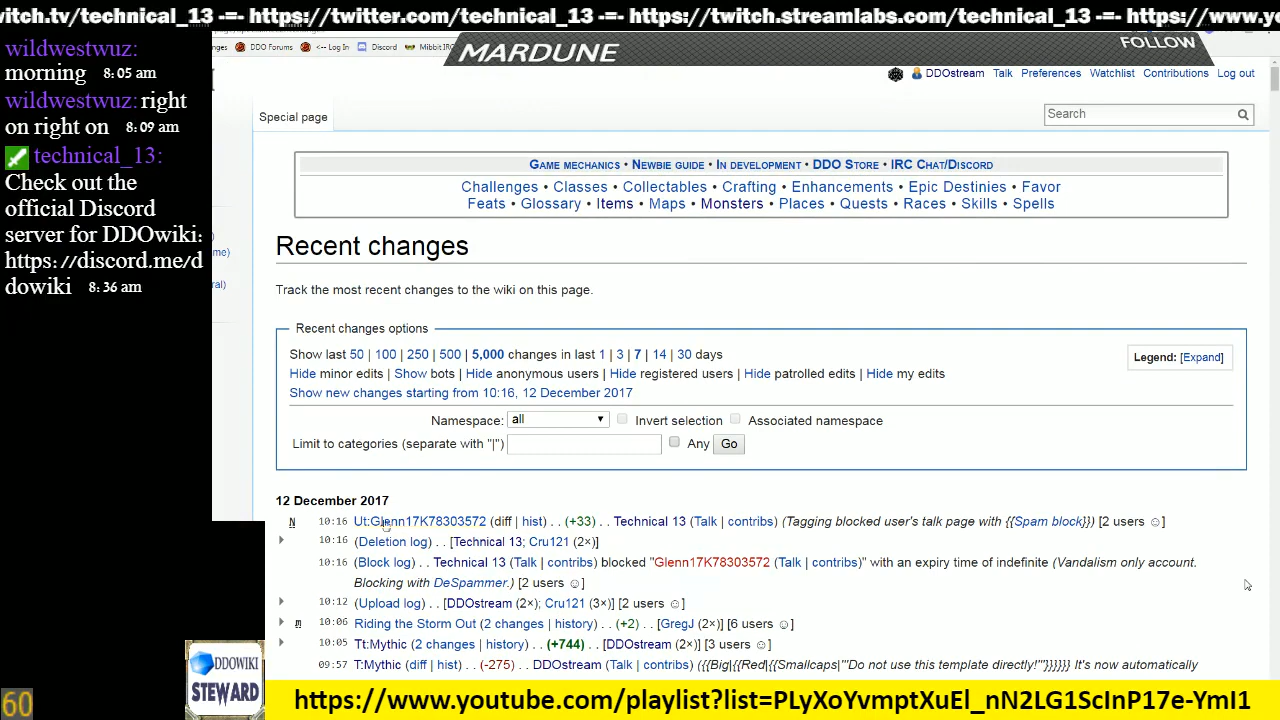 witch.tv/technical_13 -=- https://twitter.com/technical_13 -=- https://twitch.streamlabs.com/technical_13 -=- https://www.yo
DDO Forums <-- Log In Discord Mibbit IR
MARDUNE
FOLLOW
wildwestwuz:
morning 8:05 am
wildwestwuz: right
on right on 8:09 am
technical_13:
Check out the
official Discord
server for DDOwiki:
https://discord.me/d
dowiki 8:36 am
me)
ral)
DDOstream Talk Preferences Watchlist Contributions Log out
Special page
Search
GAME MECHANICS • NEWBIE GUIDE • IN DEVELOPMENT • DDO STORE • IRC CHAT/DISCORD
Challenges • Classes • Collectables • Crafting • Enhancements • Epic Destinies • Favor
Feats • Glossary • Items • Maps • Monsters • Places • Quests • Races • Skills • Spells
Recent changes
Track the most recent changes to the wiki on this page.
Recent changes options
Show last 50 | 100 | 250 | 500 | 5,000 changes in last 1 | 3 | 7 | 14 | 30 days
Legend: [Expand]
Hide minor edits | Show bots | Hide anonymous users | Hide registered users | Hide patrolled edits | Hide my edits
Show new changes starting from 10:16, 12 December 2017
Namespace: all Invert selection Associated namespace
Limit to categories (separate with "|") Any Go
12 December 2017
N 10:16 Ut:Glenn17K78303572 (diff | hist) . . (+33) . . Technical 13 (Talk | contribs) (Tagging blocked user's talk page with {{Spam block}}) [2 users ☺]
10:16 (Deletion log) . . [Technical 13; Cru121 (2×)]
10:16 (Block log) . . Technical 13 (Talk | contribs) blocked "Glenn17K78303572 (Talk | contribs)" with an expiry time of indefinite (Vandalism only account.
Blocking with DeSpammer.) [2 users ☺]
10:12 (Upload log) . . [DDOstream (2×); Cru121 (3×)] [2 users ☺]
m 10:06 Riding the Storm Out (2 changes | history) . . (+2) . . [GregJ (2×)] [6 users ☺]
10:05 Tt:Mythic (2 changes | history) . . (+744) . . [DDOstream (2×)] [3 users ☺]
09:57 T:Mythic (diff | hist) . . (-275) . . DDOstream (Talk | contribs) ({{Big|{{Red|{{Smallcaps|'''Do not use this template directly!'''}}}}}} It's now automatically
DDOWIKI
STEWARD
60
https://www.youtube.com/playlist?list=PLyXoYvmptXuEl_nN2LG1ScInP17e-YmI1